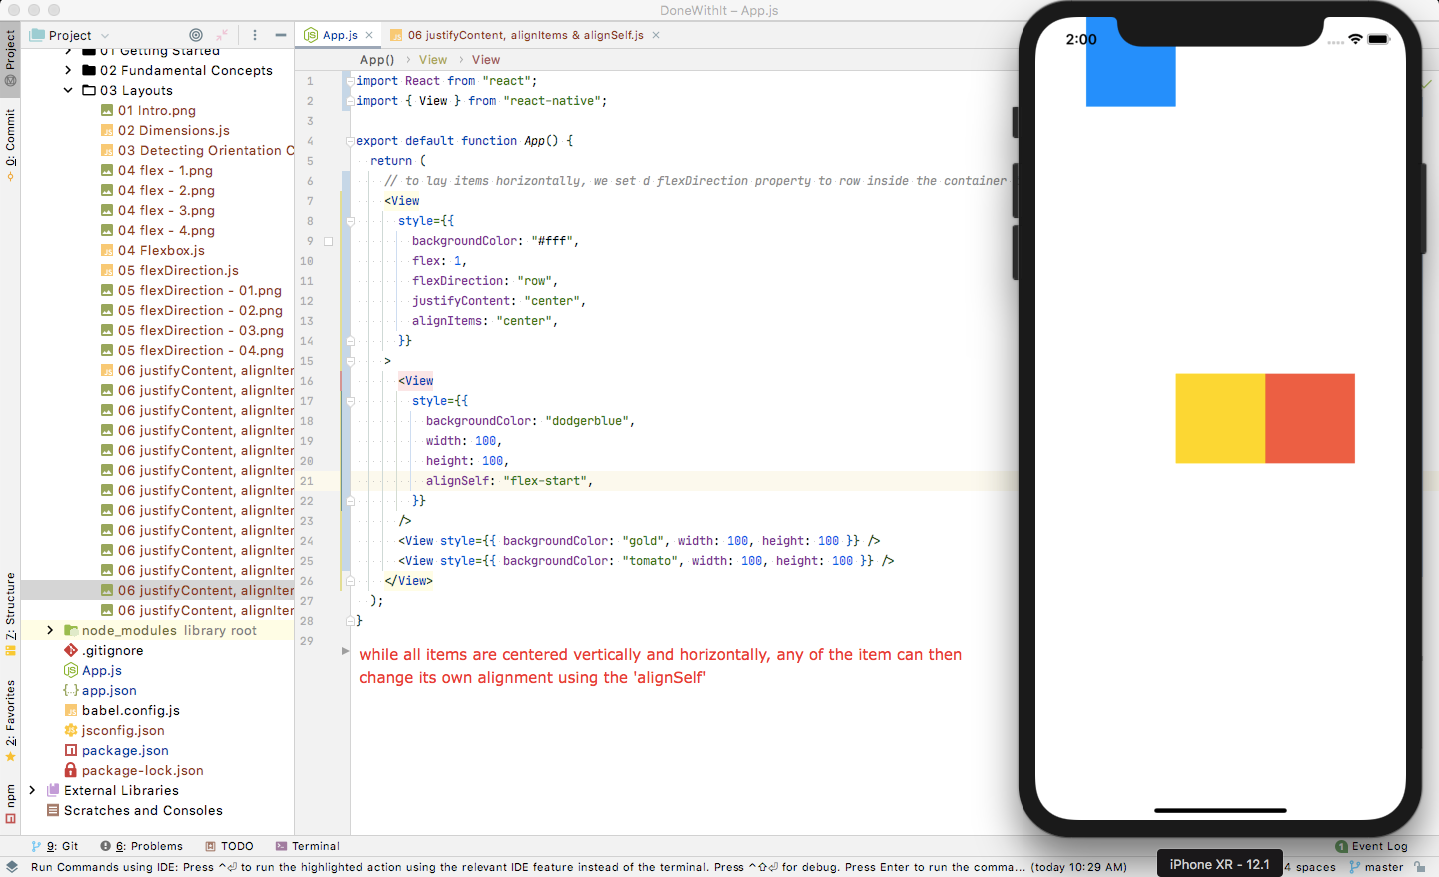 DoneWithIt – App.js
Project
App.js
06 justifyContent, alignItems & alignSelf.js
App()
View
View
Project
0: Commit
7: Structure
2: Favorites
npm
01 Getting Started
02 Fundamental Concepts
03 Layouts
01 Intro.png
02 Dimensions.js
03 Detecting Orientation C
04 flex - 1.png
04 flex - 2.png
04 flex - 3.png
04 flex - 4.png
04 Flexbox.js
05 flexDirection.js
05 flexDirection - 01.png
05 flexDirection - 02.png
05 flexDirection - 03.png
05 flexDirection - 04.png
06 justifyContent, alignIter
06 justifyContent, alignIter
06 justifyContent, alignIter
06 justifyContent, alignIter
06 justifyContent, alignIter
06 justifyContent, alignIter
06 justifyContent, alignIter
06 justifyContent, alignIter
06 justifyContent, alignIter
06 justifyContent, alignIter
06 justifyContent, alignIter
06 justifyContent, alignIter
06 justifyContent, alignIter
node_modules library root
.gitignore
App.js
app.json
babel.config.js
jsconfig.json
package.json
package-lock.json
External Libraries
Scratches and Consoles
1 import React from "react";
2 import { View } from "react-native";
3
4 export default function App() {
5 return (
6 // to lay items horizontally, we set d flexDirection property to row inside the container
7 <View
8 style={{
9 backgroundColor: "#fff",
10 flex: 1,
11 flexDirection: "row",
12 justifyContent: "center",
13 alignItems: "center",
14 }}
15 >
16 <View
17 style={{
18 backgroundColor: "dodgerblue",
19 width: 100,
20 height: 100,
21 alignSelf: "flex-start",
22 }}
23 />
24 <View style={{ backgroundColor: "gold", width: 100, height: 100 }} />
25 <View style={{ backgroundColor: "tomato", width: 100, height: 100 }} />
26 </View>
27 );
28 }
29
while all items are centered vertically and horizontally, any of the item can then
change its own alignment using the 'alignSelf'
2:00
iPhone XR - 12.1
9: Git
6: Problems
TODO
Terminal
1 Event Log
Run Commands using IDE: Press ^⏎ to run the highlighted action using the relevant IDE feature instead of the terminal. Press ^⇧⏎ for debug. Press Enter to run the comma... (today 10:29 AM)
4 spaces
master